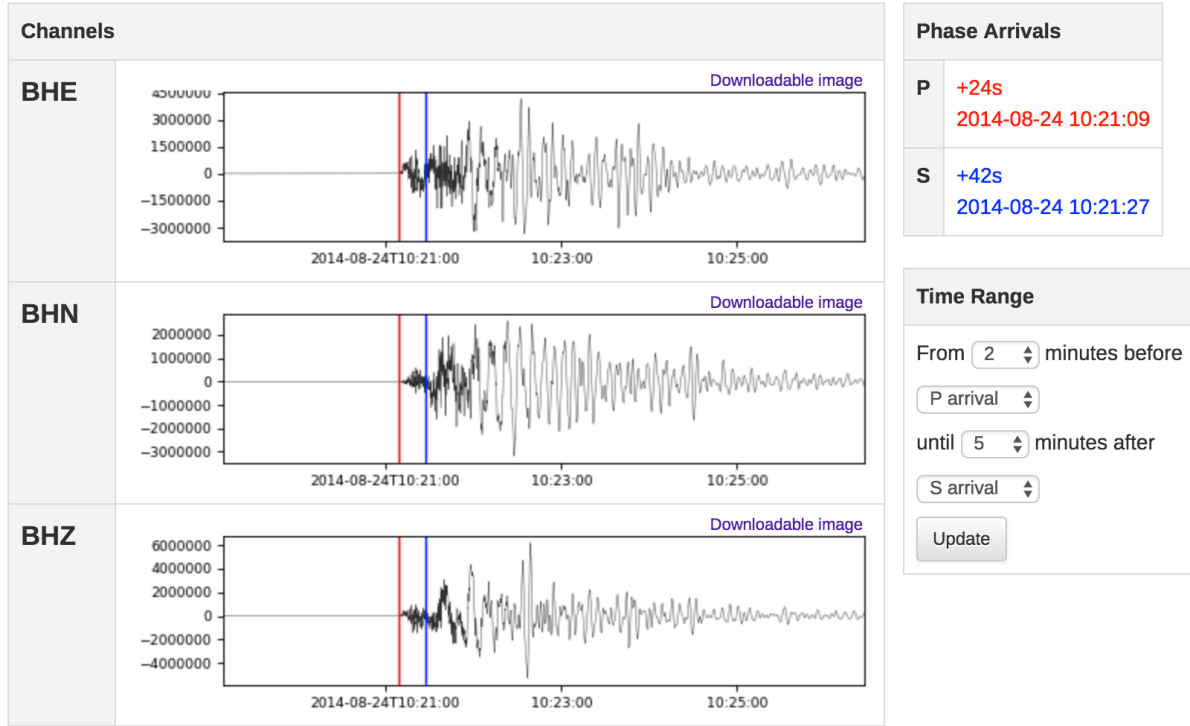 Channels
BHE
Downloadable image
4500000
3000000
1500000
0
−1500000
−3000000
2014-08-24T10:21:00 10:23:00 10:25:00
BHN
Downloadable image
2000000
1000000
0
−1000000
−2000000
−3000000
2014-08-24T10:21:00 10:23:00 10:25:00
BHZ
Downloadable image
6000000
4000000
2000000
0
−2000000
−4000000
2014-08-24T10:21:00 10:23:00 10:25:00
Phase Arrivals
P +24s
2014-08-24 10:21:09
S +42s
2014-08-24 10:21:27
Time Range
From 2 minutes before
P arrival
until 5 minutes after
S arrival
Update